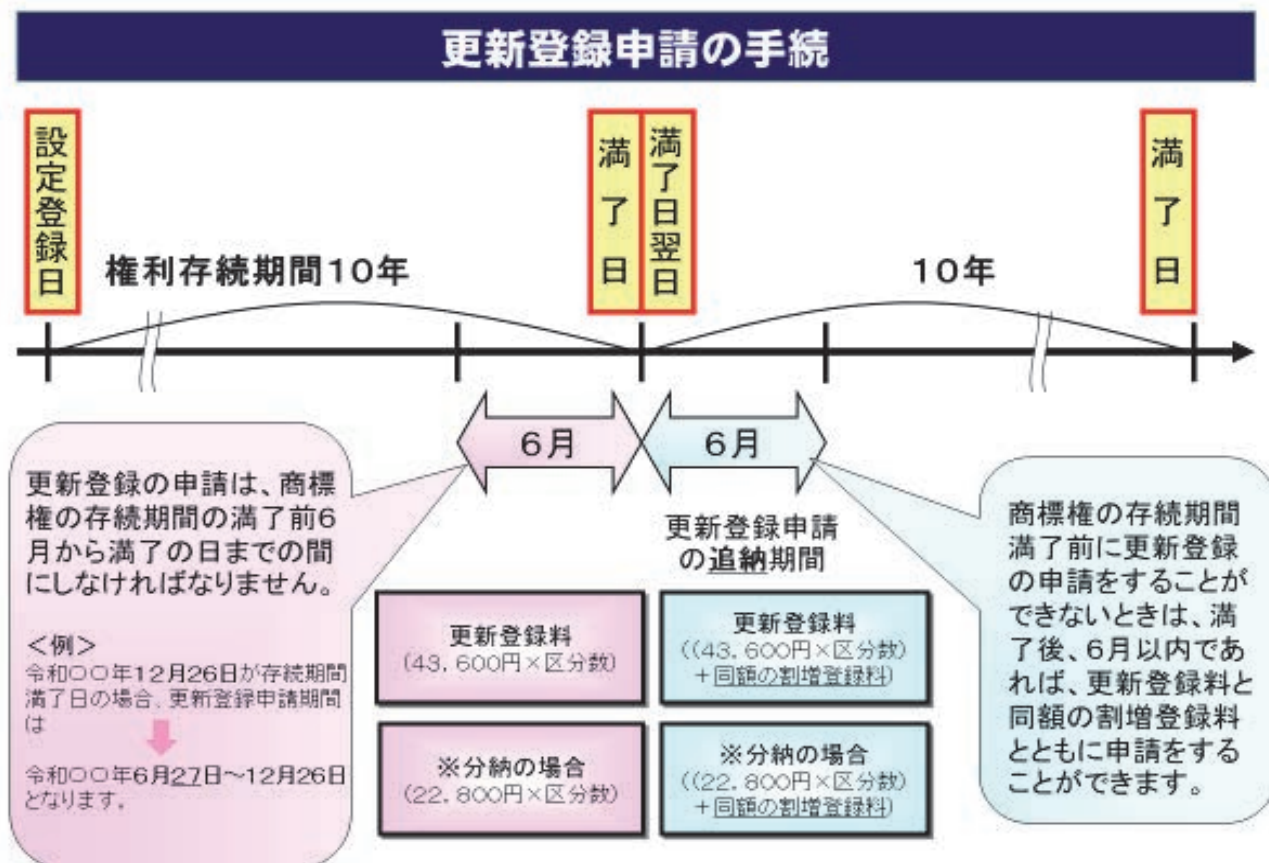 更新登録申請の手続
設定登録日
満了日
満了日翌日
満了日
権利存続期間10年
10年
6月
6月
更新登録の申請は、商標
権の存続期間の満了前6
月から満了の日までの間
にしなければなりません。
<例>
令和〇〇年12月26日が存続期間
満了日の場合、更新登録申請期間
は
令和〇〇年6月27日~12月26日
となります。
更新登録申請
の追納期間
更新登録料
(43,600円×区分数)
更新登録料
((43,600円×区分数)
+同額の割増登録料)
※分納の場合
(22,800円×区分数)
※分納の場合
((22,800円×区分数)
+同額の割増登録料)
商標権の存続期間
満了前に更新登録
の申請をすることが
できないときは、満
了後、6月以内であ
れば、更新登録料と
同額の割増登録料
とともに申請をする
ことができます。